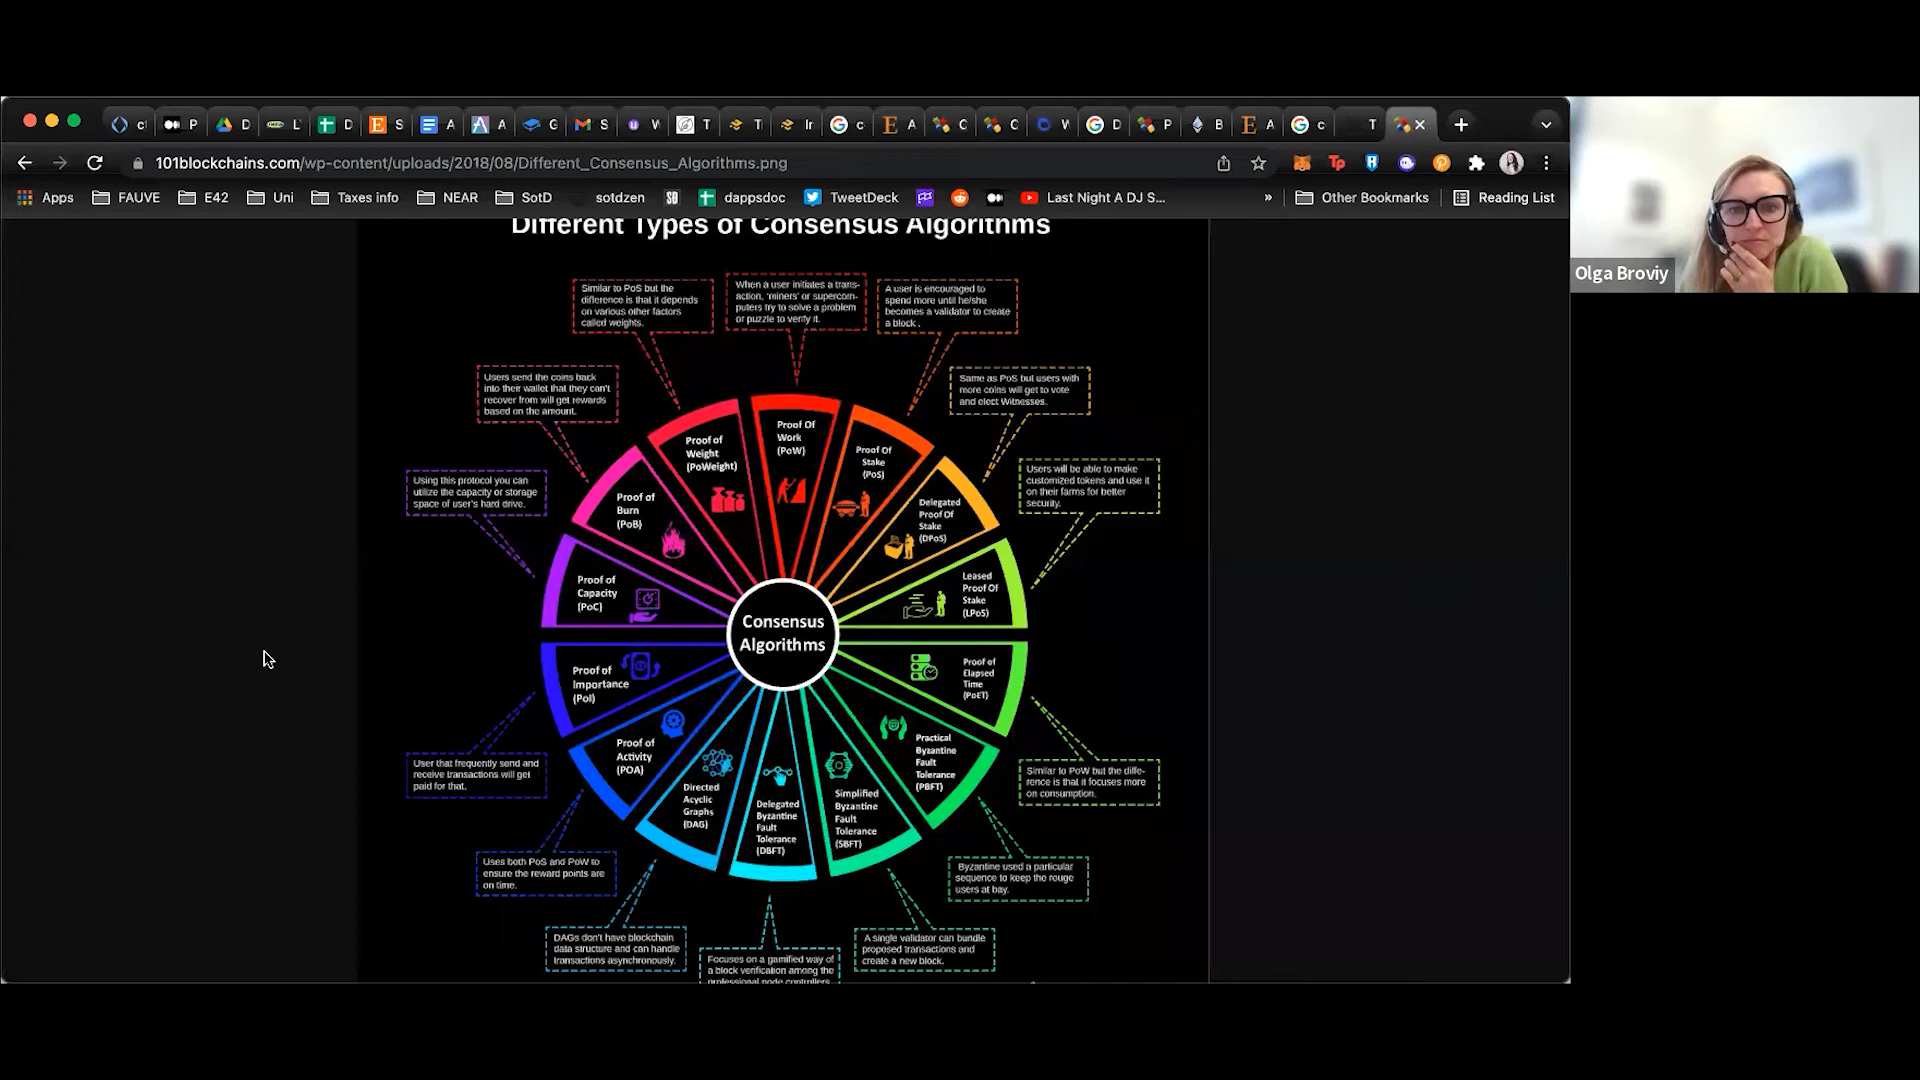 c
P
D
L
D
S
A
A
G
S
W
T
T
Ir
c
A
C
C
W
D
P
B
A
c
T
101blockchains.com/wp-content/uploads/2018/08/Different_Consensus_Algorithms.png
Apps
FAUVE
E42
Uni
Taxes info
NEAR
SotD
sotdzen
dappsdoc
TweetDeck
Last Night A DJ S...
»
Other Bookmarks
Reading List
Olga Broviy
Different Types of Consensus Algorithms
Similar to PoS but the
difference is that it depends
on various other factors
called weights.
When a user initiates a trans-
action, 'miners' or supercom-
puters try to solve a problem
or puzzle to verify it.
A user is encouraged to
spend more until he/she
becomes a validator to create
a block .
Users send the coins back
into their wallet that they can't
recover from will get rewards
based on the amount.
Same as PoS but users with
more coins will get to vote
and elect Witnesses.
Using this protocol you can
utilize the capacity or storage
space of user's hard drive.
Users will be able to make
customized tokens and use it
on their farms for better
security.
Proof of
Weight
(PoWeight)
Proof Of
Work
(PoW)
Proof Of
Stake
(PoS)
Proof of
Burn
(PoB)
Delegated
Proof Of
Stake
(DPoS)
Proof of
Capacity
(PoC)
Leased
Proof Of
Stake
(LPoS)
Consensus
Algorithms
Proof of
Importance
(PoI)
Proof of
Elapsed
Time
(PoET)
Proof of
Activity
(POA)
Practical
Byzantine
Fault
Tolerance
(PBFT)
Directed
Acyclic
Graphs
(DAG)
Delegated
Byzantine
Fault
Tolerance
(DBFT)
Simplified
Byzantine
Fault
Tolerance
(SBFT)
User that frequently send and
receive transactions will get
paid for that.
Similar to PoW but the diffe-
rence is that it focuses more
on consumption.
Uses both PoS and PoW to
ensure the reward points are
on time.
Byzantine used a particular
sequence to keep the rouge
users at bay.
DAGs don't have blockchain
data structure and can handle
transactions asynchronously.
Focuses on a gamified way of
a block verification among the
professional node controllers
A single validator can bundle
proposed transactions and
create a new block.